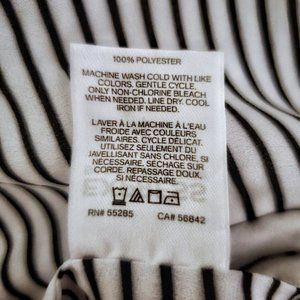 100% POLYESTER
MACHINE WASH COLD WITH LIKE
COLORS. GENTLE CYCLE,
ONLY NON-CHLORINE BLEACH
WHEN NEEDED. LINE DRY. COOL
IRON IF NEEDED.
LAVER À LA MACHINE À L'EAU
FROIDE AVEC COULEURS
SIMILAIRES. CYCLE DÉLICAT.
UTILISEZ SEULEMENT DU
JAVELLISANT SANS CHLORE, SI
NÉCESSAIRE. SECHAGE SUR
CORDE. REPASSAGE DOUX,
SI NÉCESSAIRE.
RN# 55285 CA# 56842